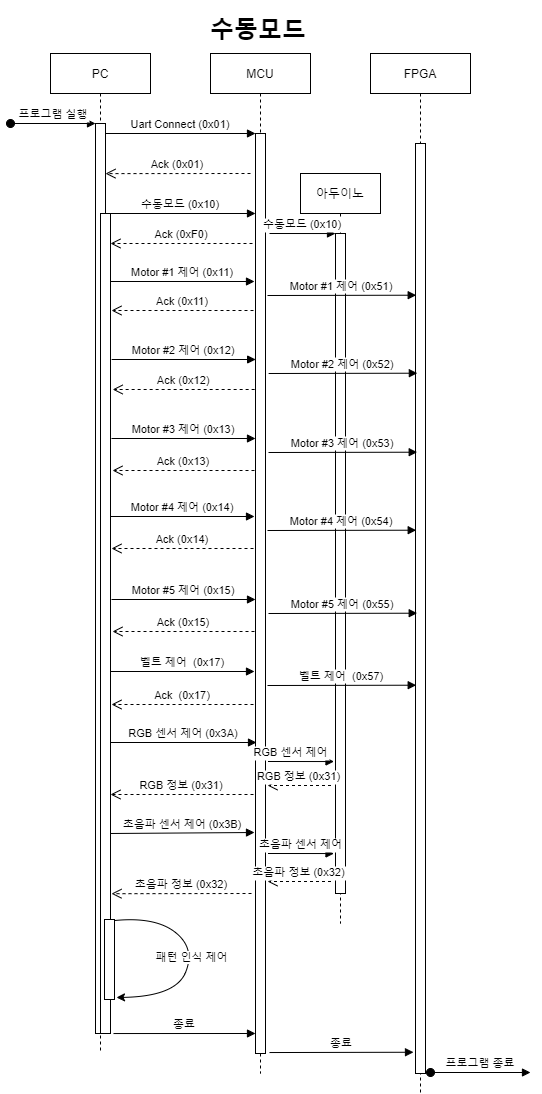 수동모드
PC
MCU
FPGA
프로그램 실행
Uart Connect (0x01)
Ack (0x01)
아두이노
수동모드 (0x10)
수동모드 (0x10)
Ack (0xF0)
Motor #1 제어 (0x11)
Motor #1 제어 (0x51)
Ack (0x11)
Motor #2 제어 (0x12)
Motor #2 제어 (0x52)
Ack (0x12)
Motor #3 제어 (0x13)
Motor #3 제어 (0x53)
Ack (0x13)
Motor #4 제어 (0x14)
Motor #4 제어 (0x54)
Ack (0x14)
Motor #5 제어 (0x15)
Motor #5 제어 (0x55)
Ack (0x15)
벨트 제어 (0x17)
벨트 제어 (0x57)
Ack (0x17)
RGB 센서 제어 (0x3A)
RGB 센서 제어
RGB 정보 (0x31)
RGB 정보 (0x31)
초음파 센서 제어 (0x3B)
초음파 센서 제어
초음파 정보 (0x32)
초음파 정보 (0x32)
패턴 인식 제어
종료
종료
프로그램 종료